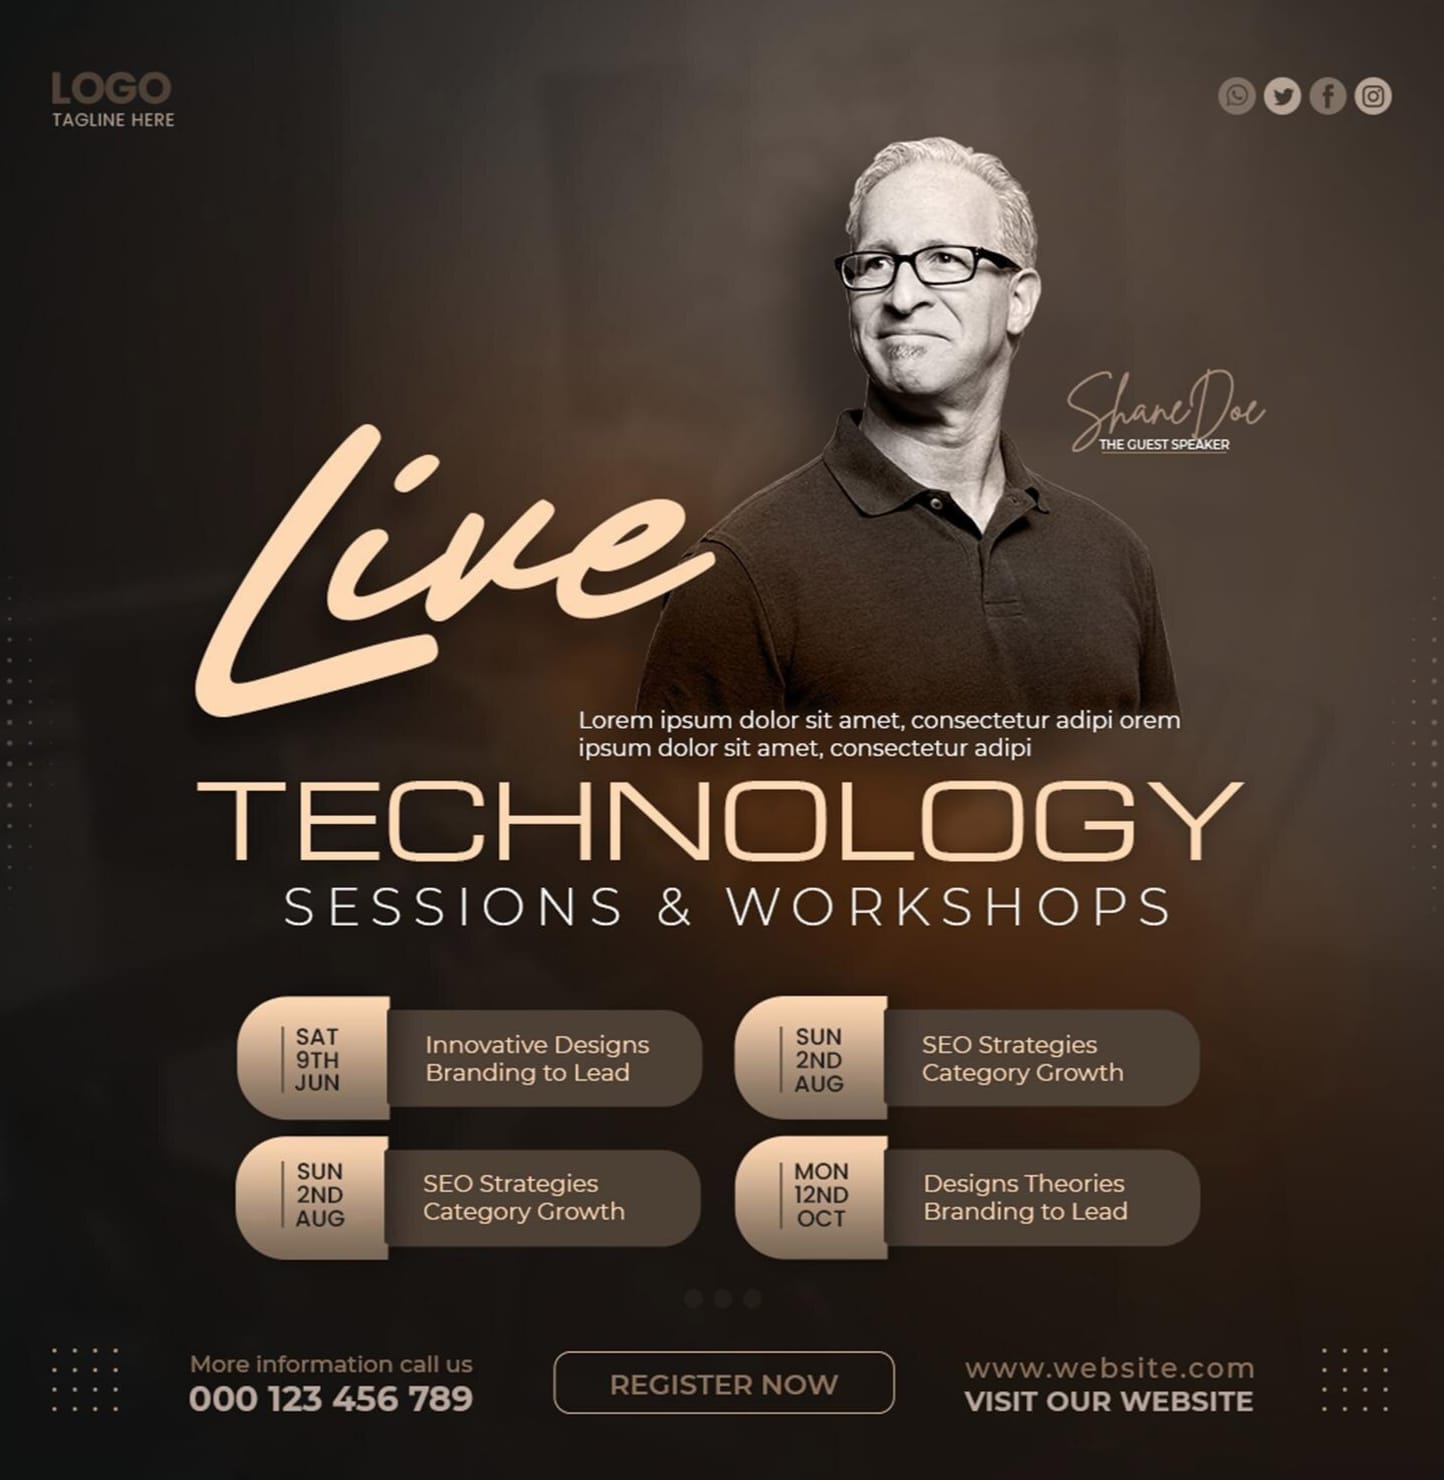 LOGO
TAGLINE HERE
Shane Doe
THE GUEST SPEAKER
Live
Lorem ipsum dolor sit amet, consectetur adipi orem
ipsum dolor sit amet, consectetur adipi
TECHNOLOGY
SESSIONS & WORKSHOPS
SAT
9TH
JUN
Innovative Designs
Branding to Lead
SUN
2ND
AUG
SEO Strategies
Category Growth
SUN
2ND
AUG
SEO Strategies
Category Growth
MON
12ND
OCT
Designs Theories
Branding to Lead
More information call us
000 123 456 789
REGISTER NOW
www.website.com
VISIT OUR WEBSITE